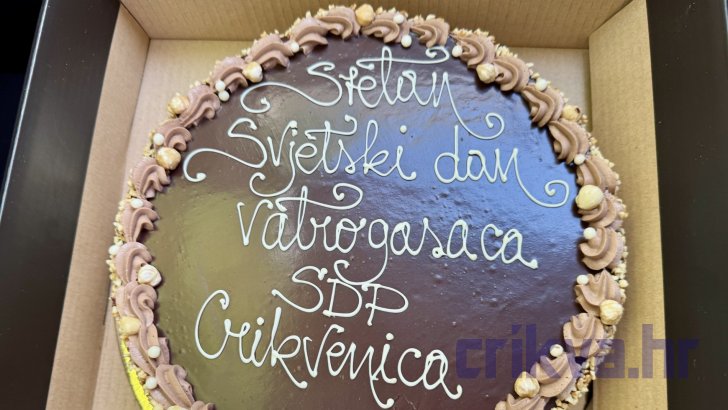 Sretan
Svjetski dan
vatrogasaca
SDP
Crikvenica
crikva.hr